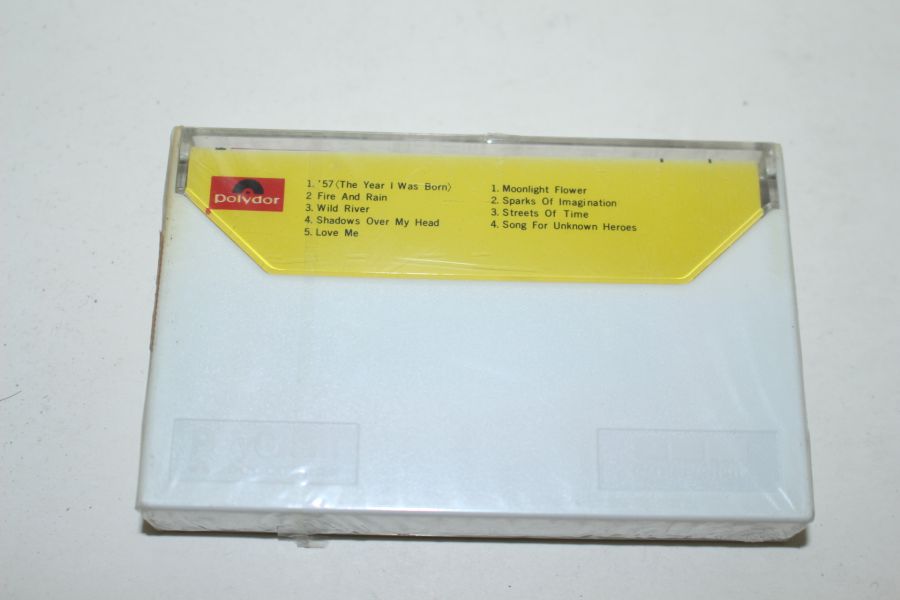 polydor
1. '57 (The Year I Was Born)
2 Fire And Rain
3. Wild River
4. Shadows Over My Head
5. Love Me
1. Moonlight Flower
2. Sparks Of Imagination
3. Streets Of Time
4. Song For Unknown Heroes